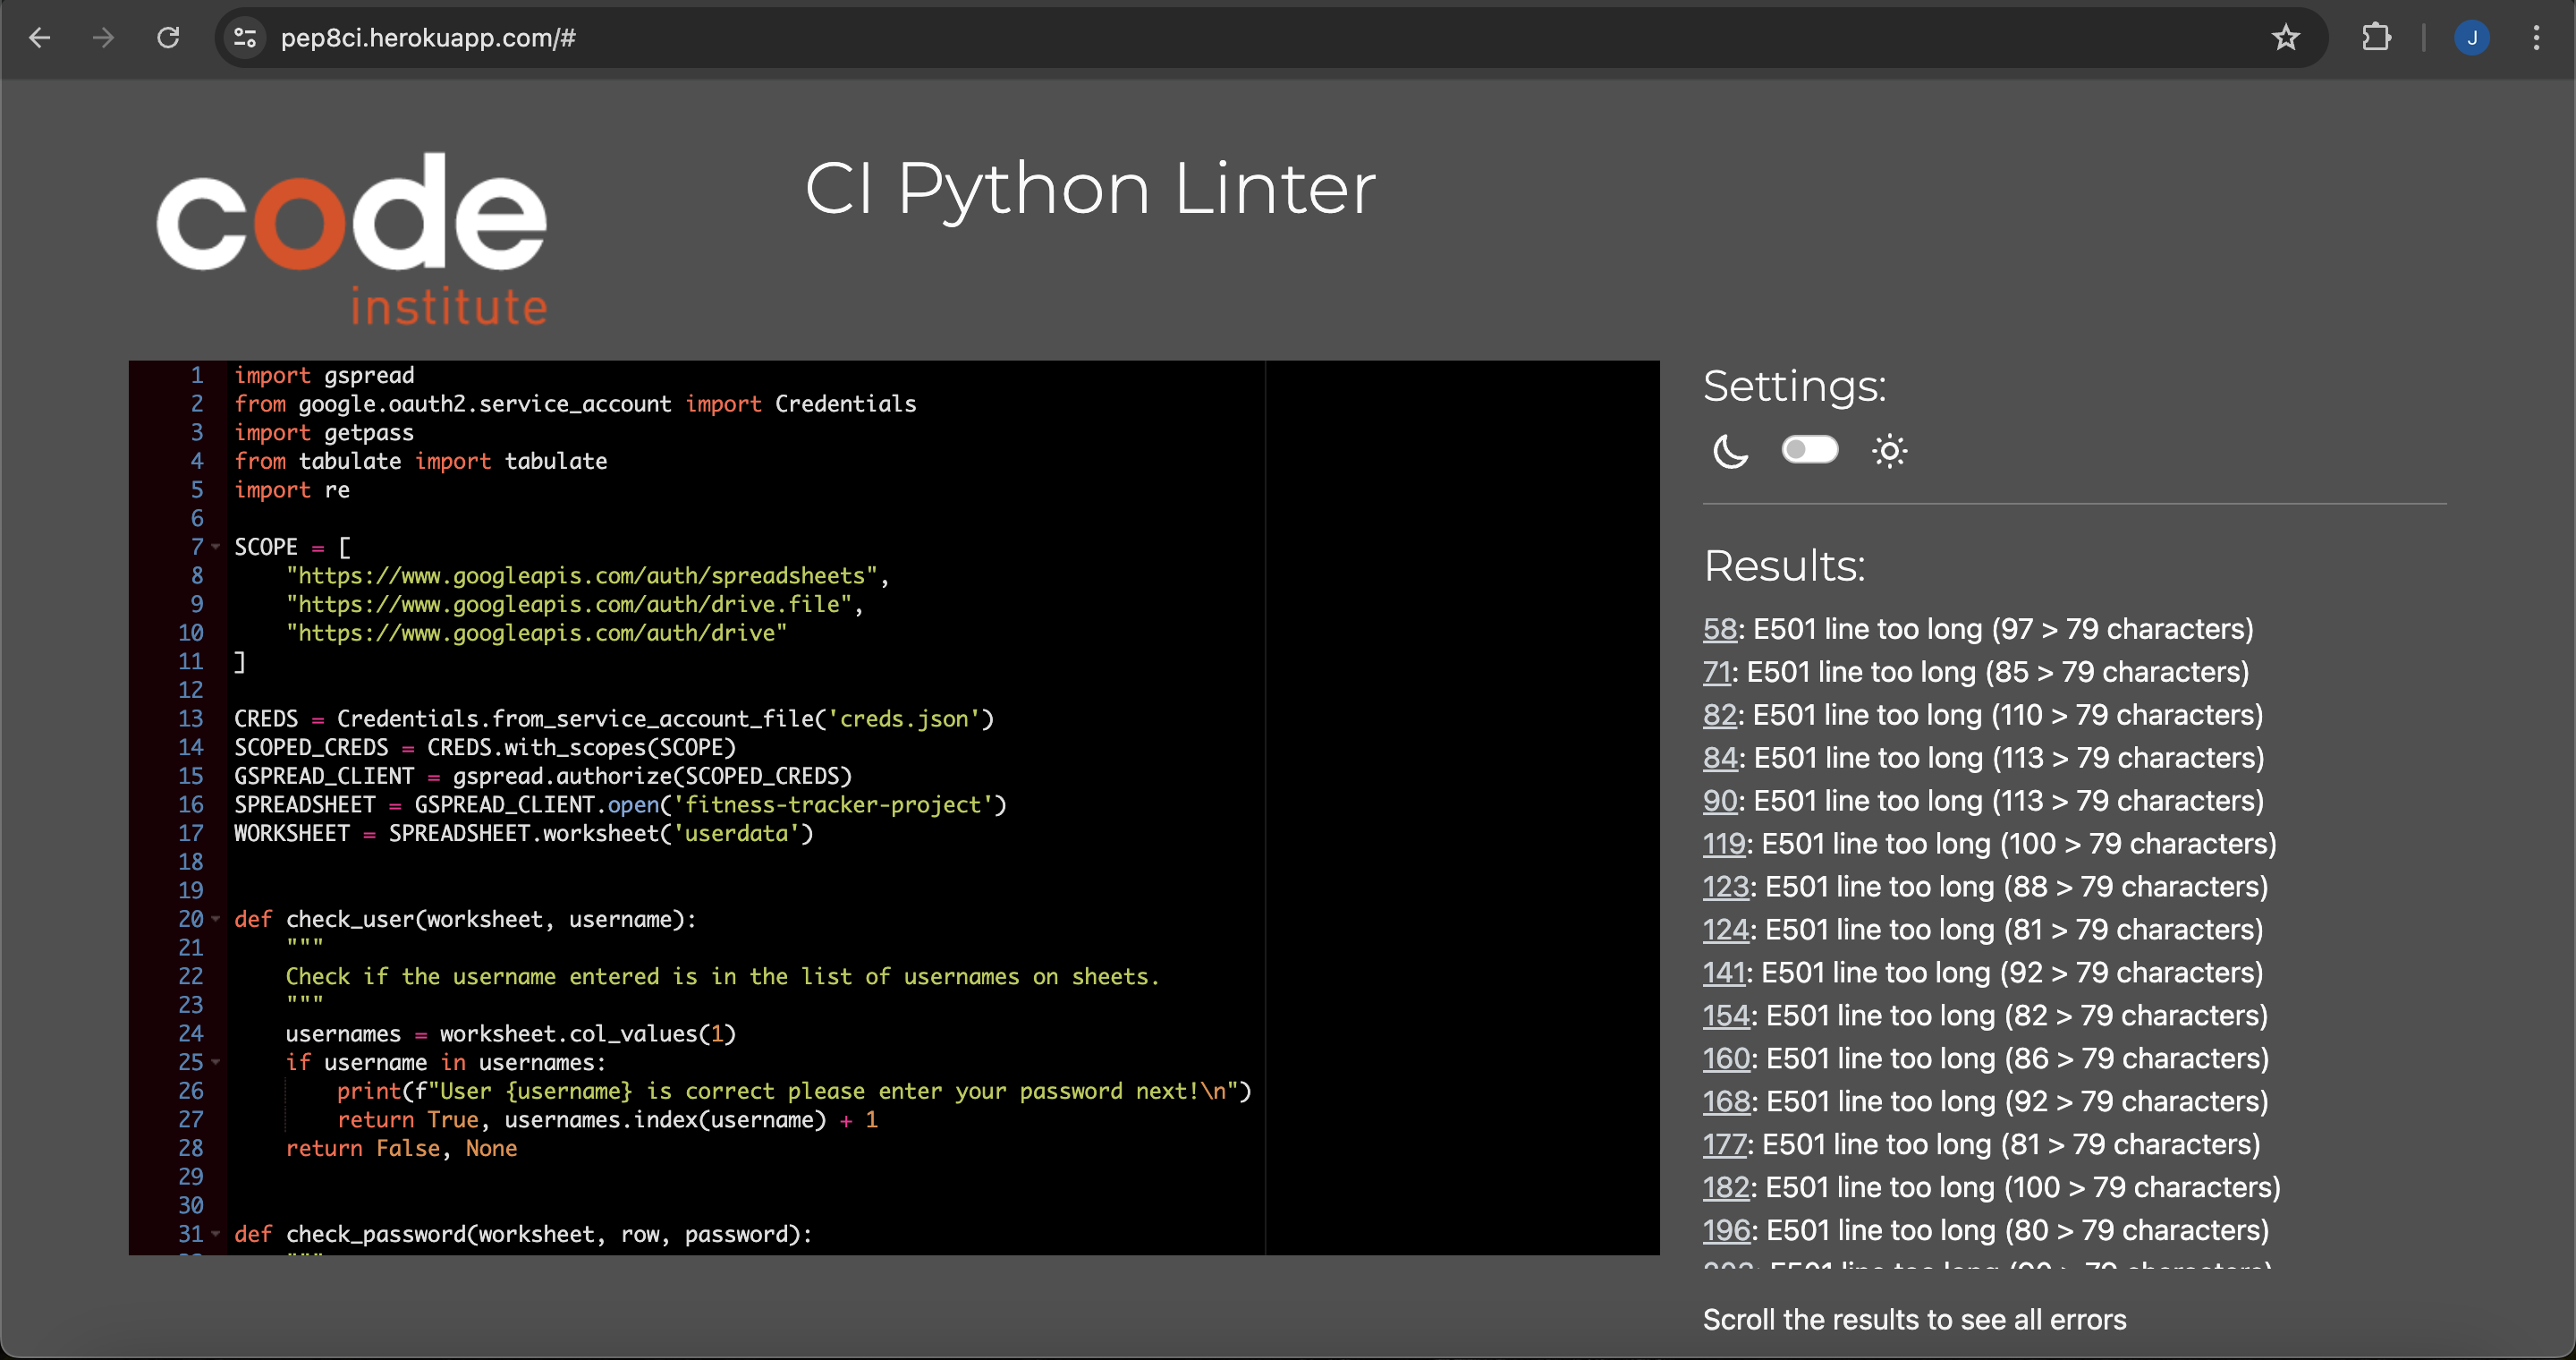 pep8ci.herokuapp.com/#
J
code
institute
CI Python Linter
1 import gspread
2 from google.oauth2.service_account import Credentials
3 import getpass
4 from tabulate import tabulate
5 import re
6
7 SCOPE = [
8     "https://www.googleapis.com/auth/spreadsheets",
9     "https://www.googleapis.com/auth/drive.file",
10     "https://www.googleapis.com/auth/drive"
11 ]
12
13 CREDS = Credentials.from_service_account_file('creds.json')
14 SCOPED_CREDS = CREDS.with_scopes(SCOPE)
15 GSPREAD_CLIENT = gspread.authorize(SCOPED_CREDS)
16 SPREADSHEET = GSPREAD_CLIENT.open('fitness-tracker-project')
17 WORKSHEET = SPREADSHEET.worksheet('userdata')
18
19
20 def check_user(worksheet, username):
21     """
22     Check if the username entered is in the list of usernames on sheets.
23     """
24     usernames = worksheet.col_values(1)
25     if username in usernames:
26         print(f"User {username} is correct please enter your password next!\n")
27         return True, usernames.index(username) + 1
28     return False, None
29
30
31 def check_password(worksheet, row, password):
Settings:
Results:
58: E501 line too long (97 > 79 characters)
71: E501 line too long (85 > 79 characters)
82: E501 line too long (110 > 79 characters)
84: E501 line too long (113 > 79 characters)
90: E501 line too long (113 > 79 characters)
119: E501 line too long (100 > 79 characters)
123: E501 line too long (88 > 79 characters)
124: E501 line too long (81 > 79 characters)
141: E501 line too long (92 > 79 characters)
154: E501 line too long (82 > 79 characters)
160: E501 line too long (86 > 79 characters)
168: E501 line too long (92 > 79 characters)
177: E501 line too long (81 > 79 characters)
182: E501 line too long (100 > 79 characters)
196: E501 line too long (80 > 79 characters)
E501 line too long > 79 characters)
Scroll the results to see all errors